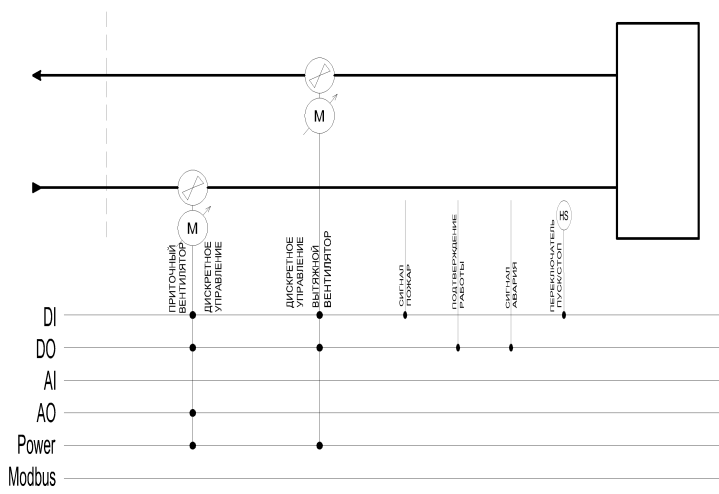 M
M
HS
ПРИТОЧНЫЙ
ВЕНТИЛЯТОР
ДИСКРЕТНОЕ
УПРАВЛЕНИЕ
ДИСКРЕТНОЕ
УПРАВЛЕНИЕ
ВЫТЯЖНОЙ
ВЕНТИЛЯТОР
СИГНАЛ
ПОЖАР
ПОДТВЕРЖДЕНИЕ
РАБОТЫ
СИГНАЛ
АВАРИЯ
ПЕРЕКЛЮЧАТЕЛЬ
ПУСК/СТОП
DI
DO
AI
AO
Power
Modbus